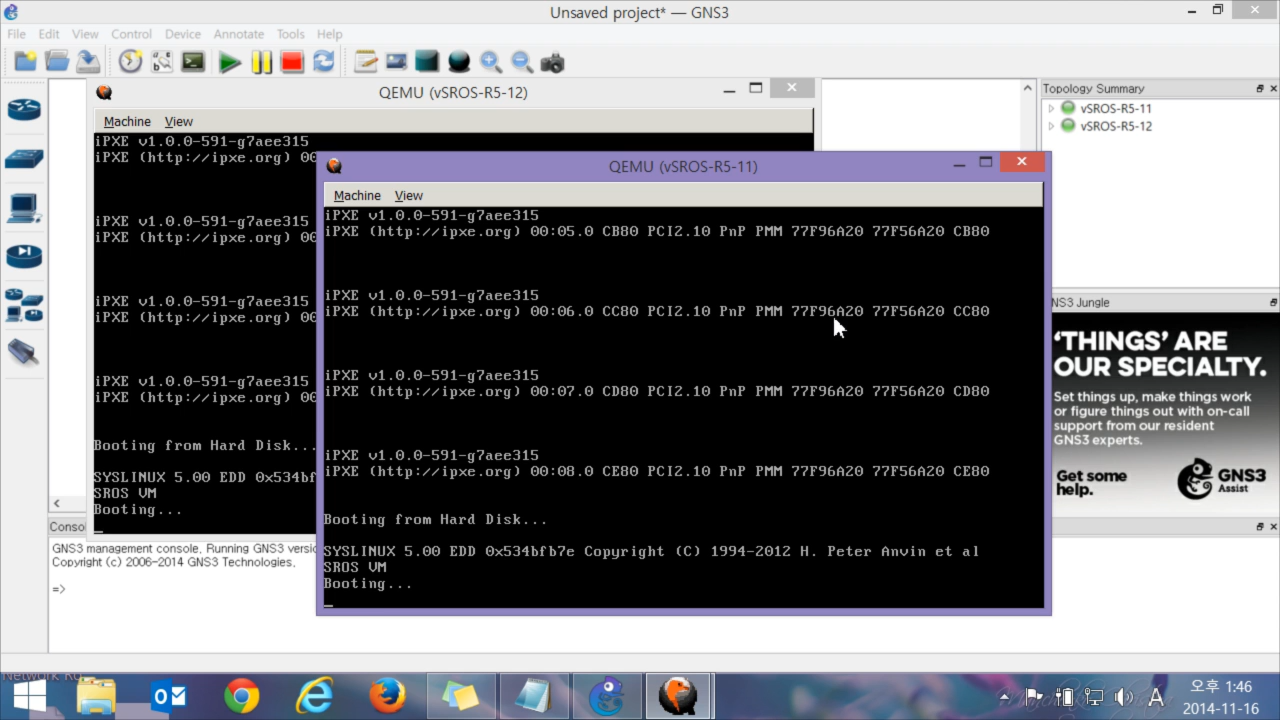 Unsaved project* — GNS3
File Edit View Control Device Annotate Tools Help
QEMU (vSROS-R5-12)
Machine View
iPXE v1.0.0-591-g7aee315
iPXE (http://ipxe.org) 00
iPXE v1.0.0-591-g7aee315
iPXE (http://ipxe.org) 00
iPXE v1.0.0-591-g7aee315
iPXE (http://ipxe.org) 00
iPXE v1.0.0-591-g7aee315
iPXE (http://ipxe.org) 00
Booting from Hard Disk...
SYSLINUX 5.00 EDD 0x534bf
SROS VM
Booting...
QEMU (vSROS-R5-11)
Machine View
iPXE v1.0.0-591-g7aee315
iPXE (http://ipxe.org) 00:05.0 CB80 PCI2.10 PnP PMM 77F96A20 77F56A20 CB80
iPXE v1.0.0-591-g7aee315
iPXE (http://ipxe.org) 00:06.0 CC80 PCI2.10 PnP PMM 77F96A20 77F56A20 CC80
iPXE v1.0.0-591-g7aee315
iPXE (http://ipxe.org) 00:07.0 CD80 PCI2.10 PnP PMM 77F96A20 77F56A20 CD80
iPXE v1.0.0-591-g7aee315
iPXE (http://ipxe.org) 00:08.0 CE80 PCI2.10 PnP PMM 77F96A20 77F56A20 CE80
Booting from Hard Disk...
SYSLINUX 5.00 EDD 0x534bfb7e Copyright (C) 1994-2012 H. Peter Anvin et al
SROS VM
Booting...
Topology Summary
vSROS-R5-11
vSROS-R5-12
NS3 Jungle
‘THINGS’ ARE
OUR SPECIALTY.
Set things up, make things work
or figure things out with on-call
support from our resident
GNS3 experts.
Get some
help.
GNS3
Assist
Conso
GNS3 management console. Running GNS3 versio
Copyright (c) 2006-2014 GNS3 Technologies.
=>
Network Ru
A
오후 1:46
2014-11-16